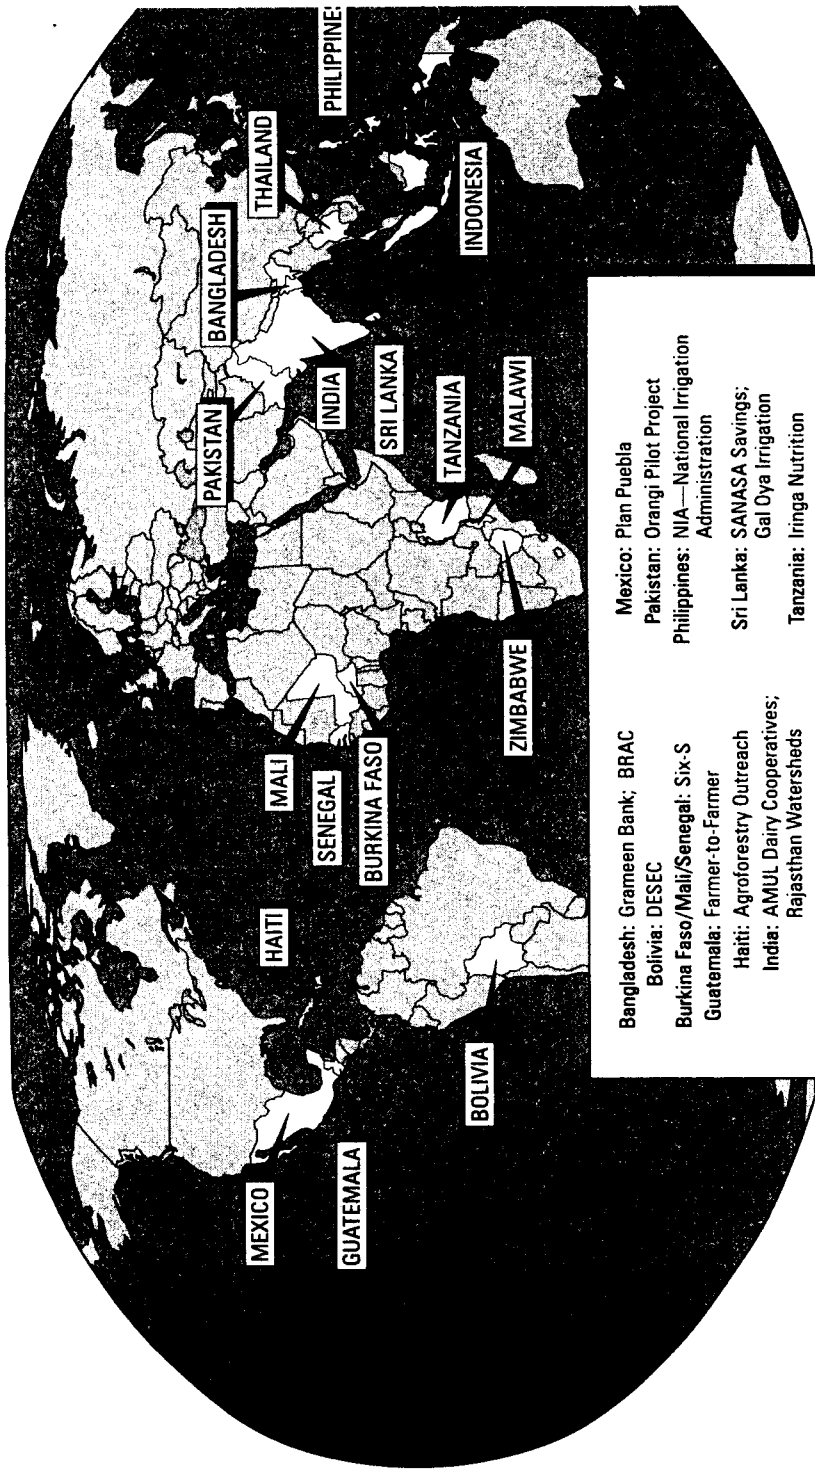 MEXICO
GUATEMALA
HAITI
BOLIVIA
MALI
SENEGAL
BURKINA FASO
ZIMBABWE
PAKISTAN
BANGLADESH
THAILAND
PHILIPPINES
INDIA
SRI LANKA
TANZANIA
MALAWI
INDONESIA
Bangladesh: Grameen Bank; BRAC
Bolivia: DESEC
Burkina Faso/Mali/Senegal: Six-S
Guatemala: Farmer-to-Farmer
Haiti: Agroforestry Outreach
India: AMUL Dairy Cooperatives;
Rajasthan Watersheds
Mexico: Plan Puebla
Pakistan: Orangi Pilot Project
Philippines: NIA—National Irrigation
Administration
Sri Lanka: SANASA Savings;
Gal Oya Irrigation
Tanzania: Iringa Nutrition